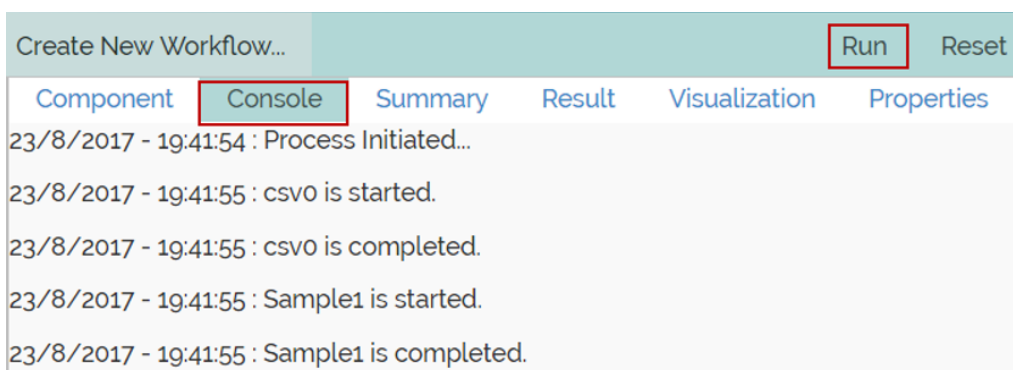 Create New Workflow... Run Reset
Component Console Summary Result Visualization Properties
23/8/2017 - 19:41:54 : Process Initiated...
23/8/2017 - 19:41:55 : csv0 is started.
23/8/2017 - 19:41:55 : csv0 is completed.
23/8/2017 - 19:41:55 : Sample1 is started.
23/8/2017 - 19:41:55 : Sample1 is completed.